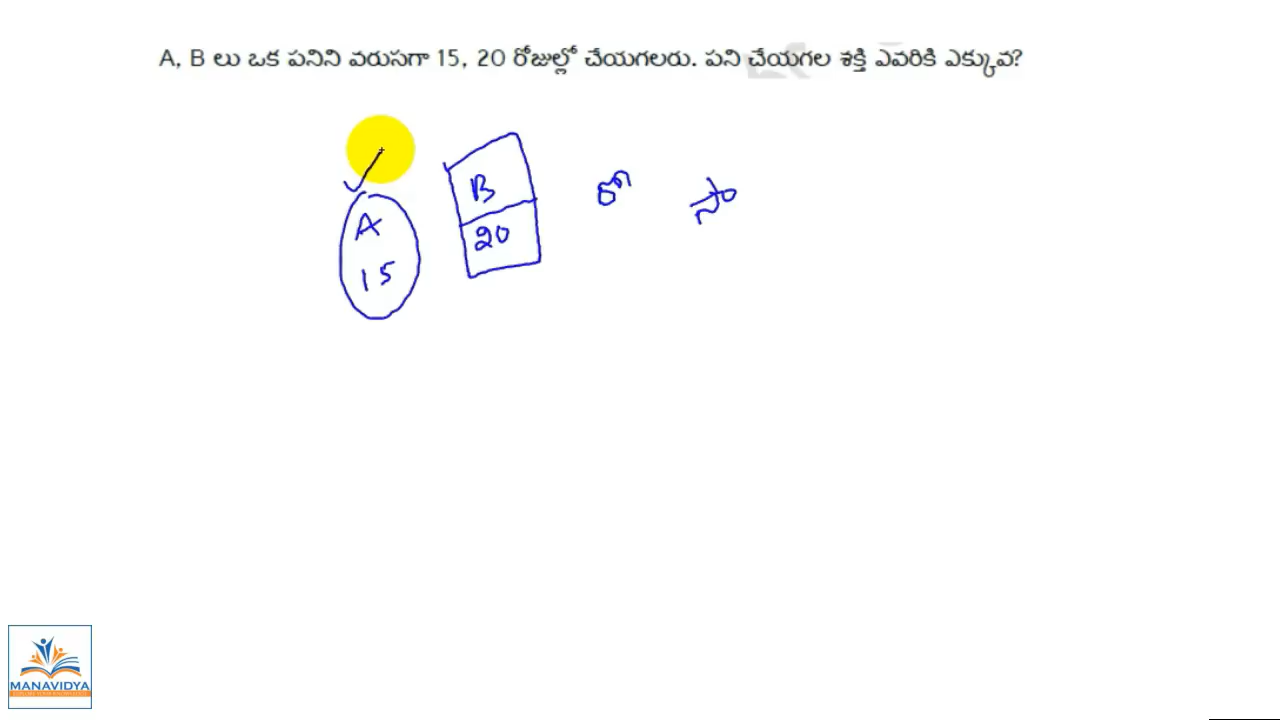 A, B లు ఒక పనిని వరుసగా 15, 20 రోజుల్లో చేయగలరు. పని చేయగల శక్తి ఎవరికి ఎక్కువ?
A
15
B
20
MANAVIDYA